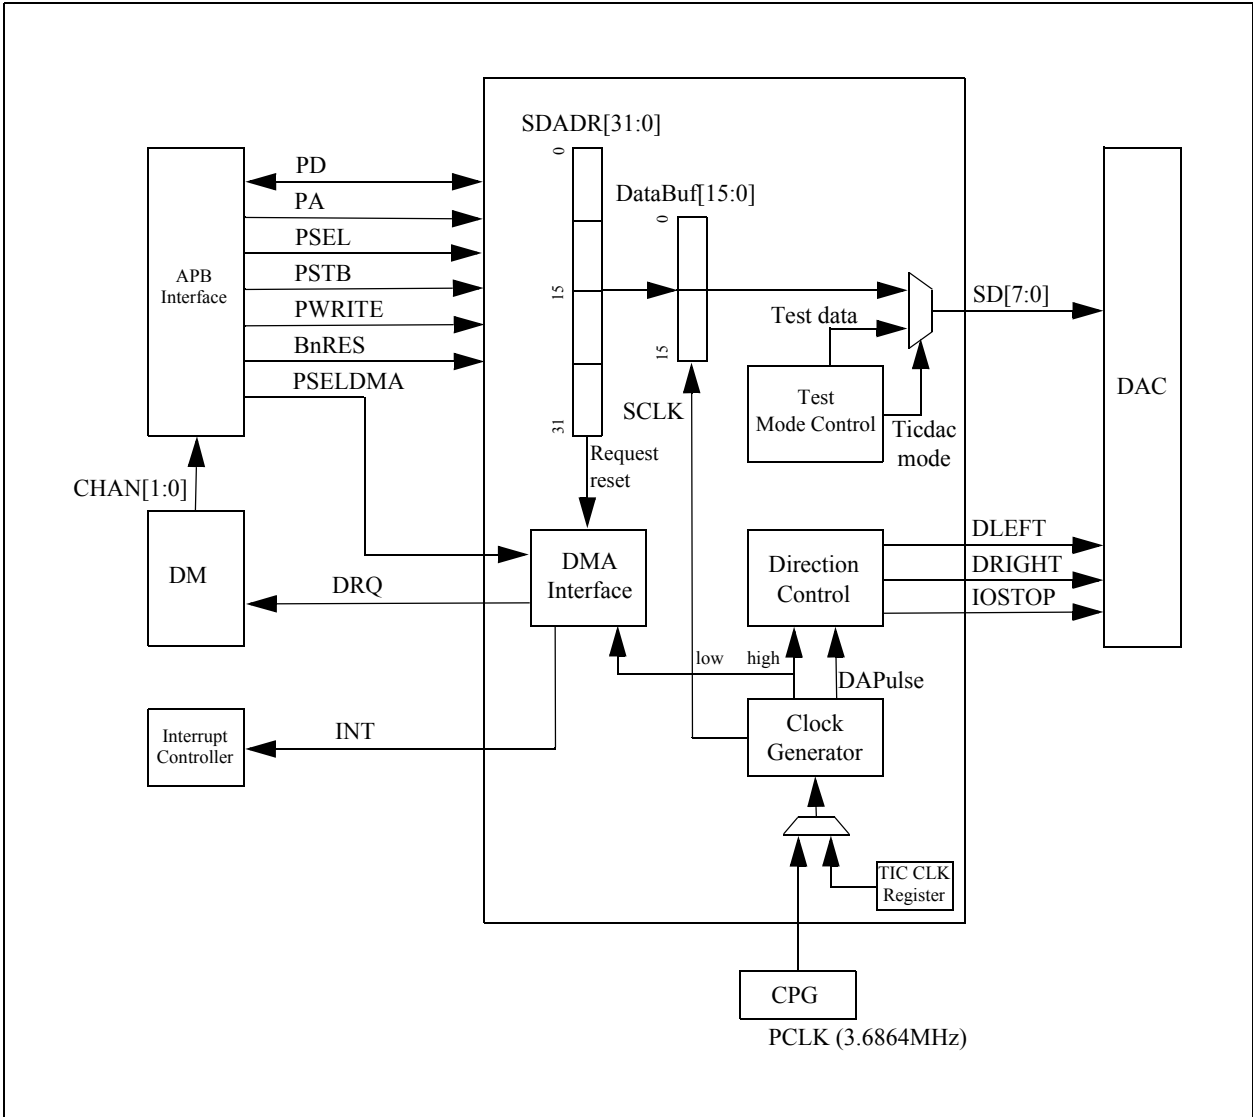 SDADR[31:0]
0
15
31
DataBuf[15:0]
0
15
PD
PA
PSEL
PSTB
PWRITE
BnRES
PSELDMA
APB
Interface
CHAN[1:0]
DM
DRQ
Interrupt
Controller
INT
Request
reset
DMA
Interface
SCLK
Test data
Test
Mode Control
Ticdac
mode
SD[7:0]
DAC
Direction
Control
DLEFT
DRIGHT
IOSTOP
low
high
DAPulse
Clock
Generator
TIC CLK
Register
CPG
PCLK (3.6864MHz)